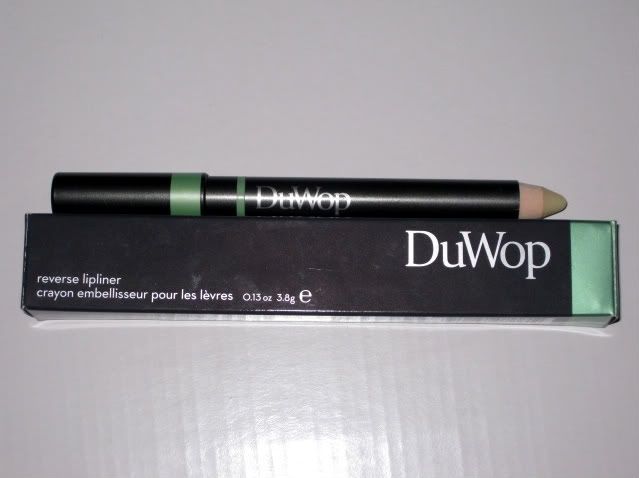 DuWop
DuWop
reverse lipliner
crayon embellisseur pour les lèvres 0.13 oz 3.8g ℮